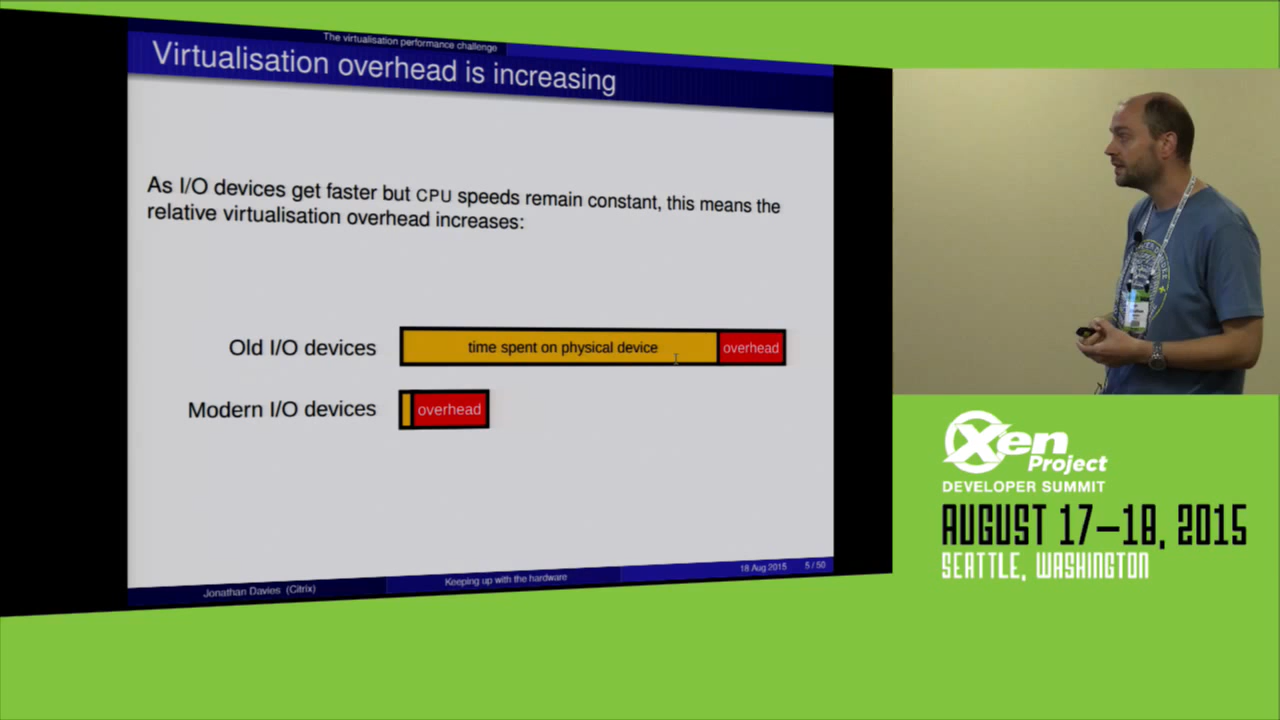 The virtualisation performance challenge
Virtualisation overhead is increasing
As I/O devices get faster but CPU speeds remain constant, this means the
relative virtualisation overhead increases:
Old I/O devices
time spent on physical device
overhead
Modern I/O devices
overhead
Jonathan Davies (Citrix)
Keeping up with the hardware
18 Aug 2015
5 / 50
Xen
Project
DEVELOPER SUMMIT
AUGUST 17–18, 2015
SEATTLE, WASHINGTON